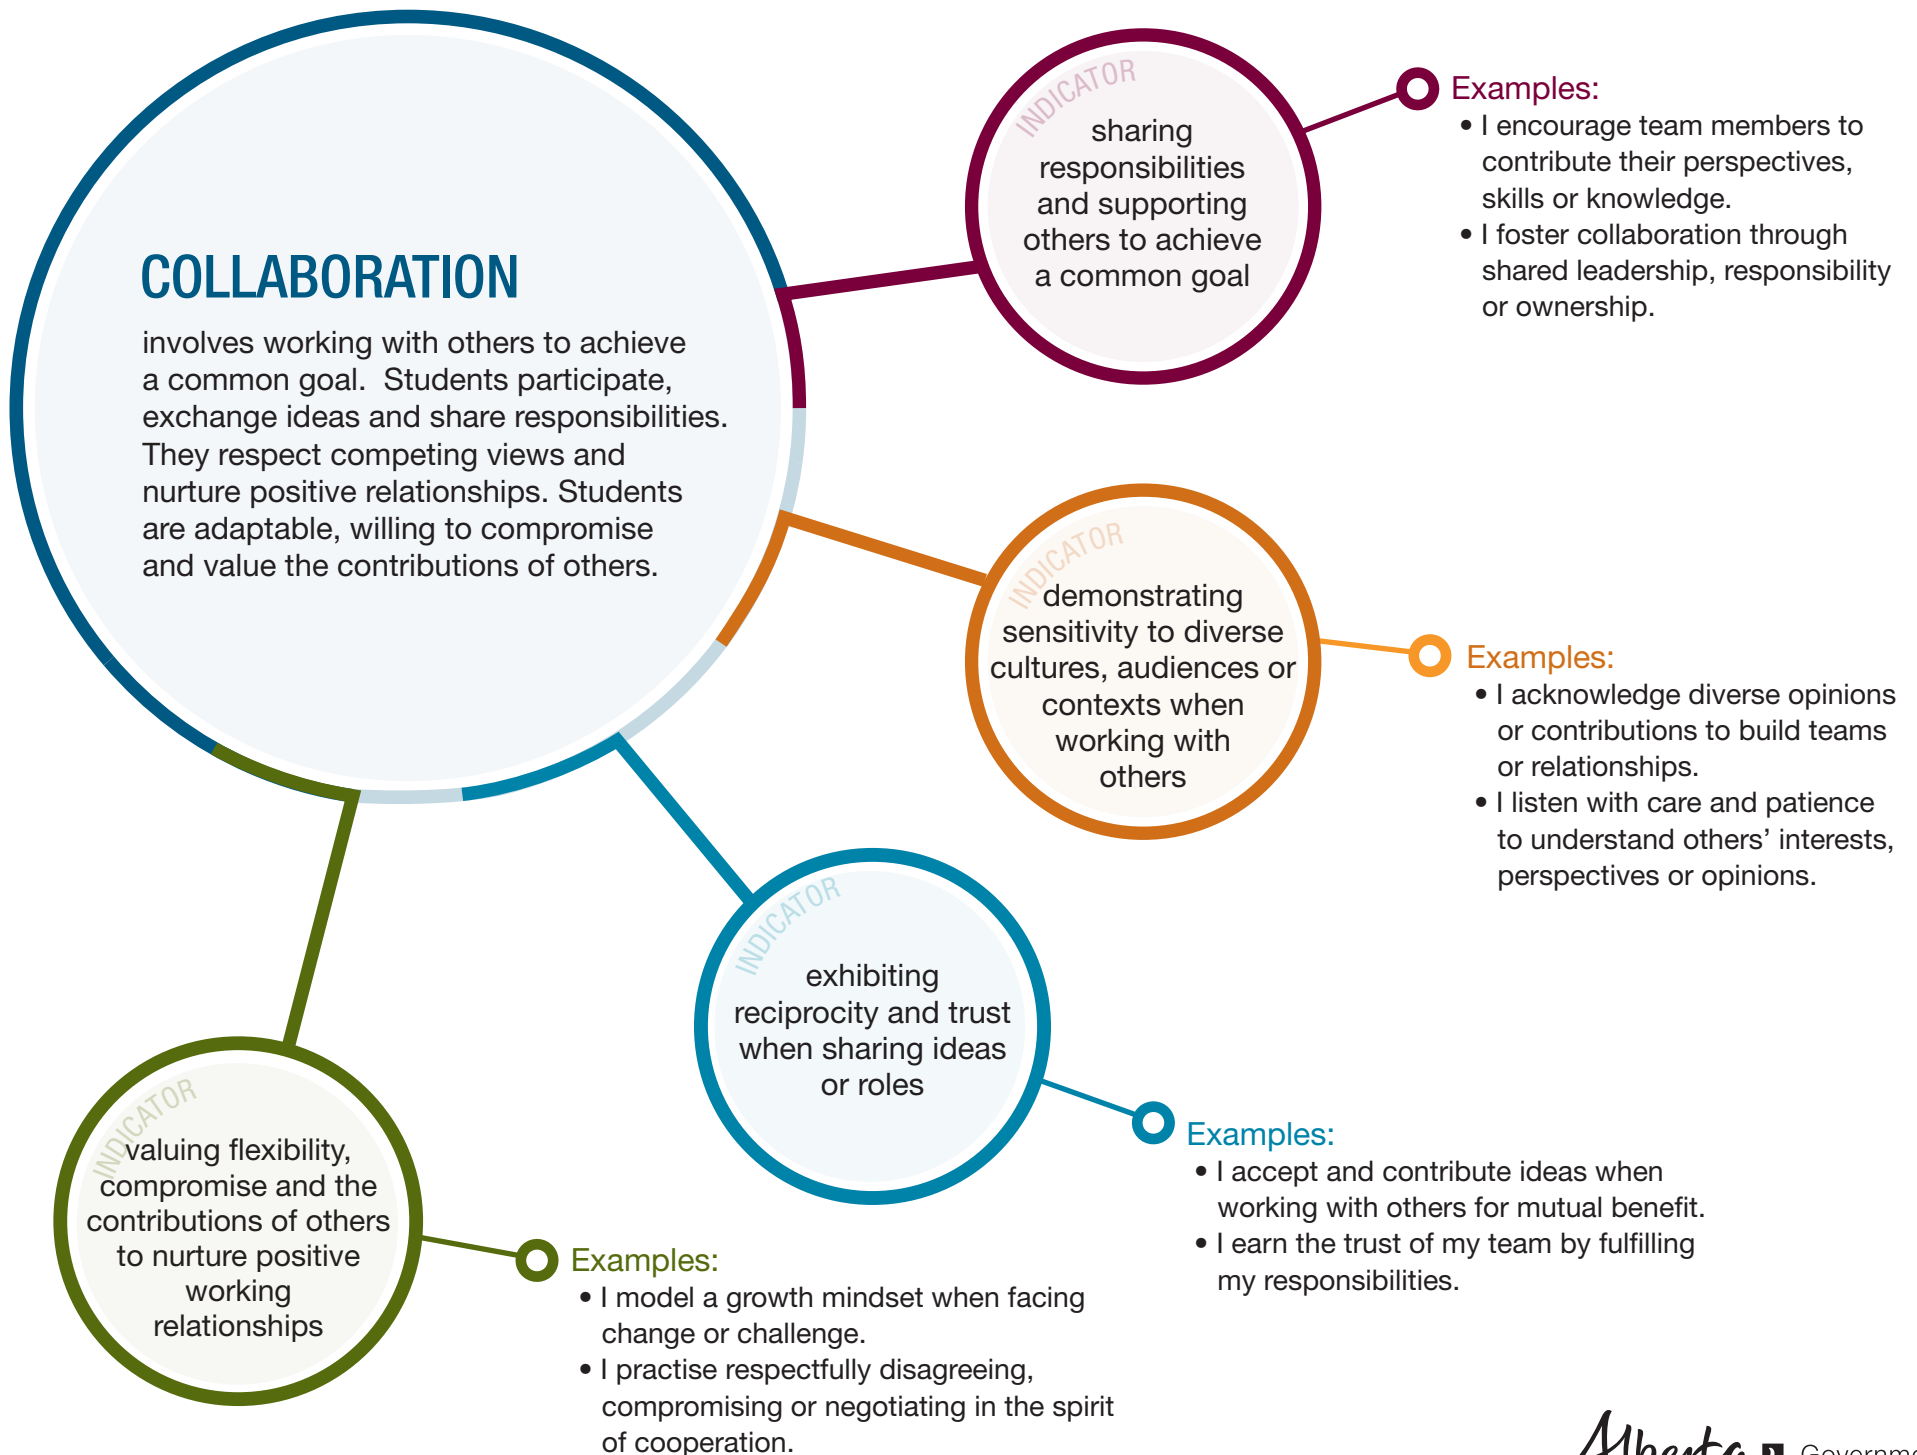 COLLABORATION
involves working with others to achieve
a common goal.  Students participate,
exchange ideas and share responsibilities.
They respect competing views and
nurture positive relationships. Students
are adaptable, willing to compromise
and value the contributions of others.
INDICATOR
sharing
responsibilities
and supporting
others to achieve
a common goal
Examples:
• I encourage team members to
contribute their perspectives,
skills or knowledge.
• I foster collaboration through
shared leadership, responsibility
or ownership.
INDICATOR
demonstrating
sensitivity to diverse
cultures, audiences or
contexts when
working with
others
Examples:
• I acknowledge diverse opinions
or contributions to build teams
or relationships.
• I listen with care and patience
to understand others’ interests,
perspectives or opinions.
INDICATOR
exhibiting
reciprocity and trust
when sharing ideas
or roles
Examples:
• I accept and contribute ideas when
working with others for mutual benefit.
• I earn the trust of my team by fulfilling
my responsibilities.
INDICATOR
valuing flexibility,
compromise and the
contributions of others
to nurture positive
working
relationships
Examples:
• I model a growth mindset when facing
change or challenge.
• I practise respectfully disagreeing,
compromising or negotiating in the spirit
of cooperation.
Alberta